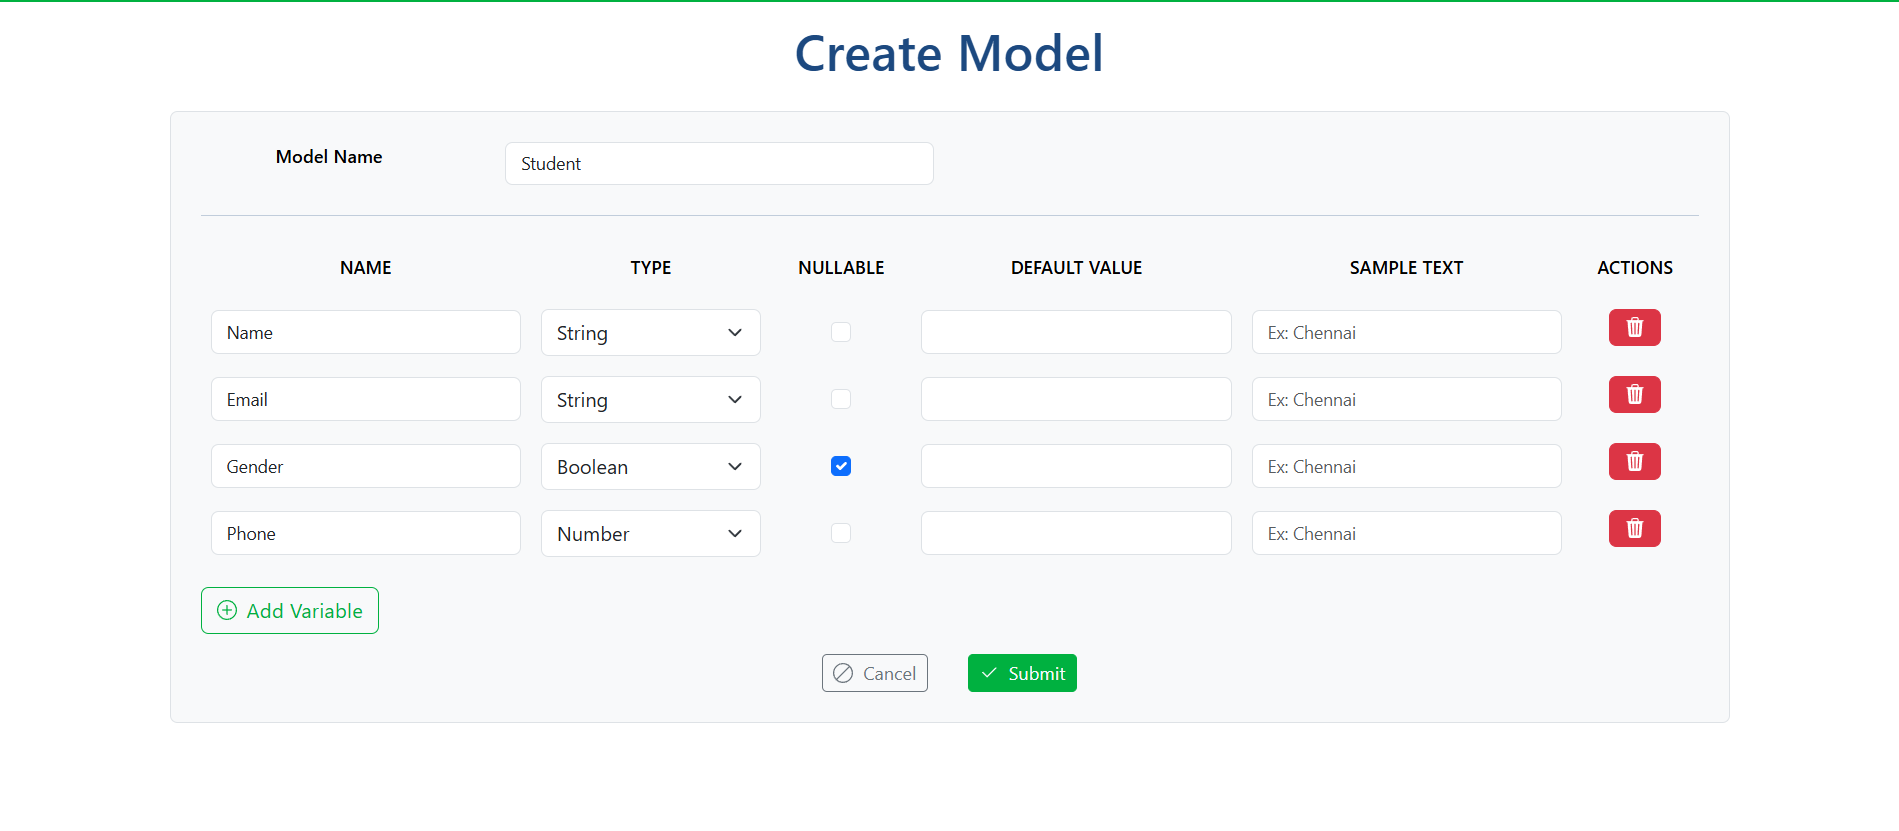 Create Model
Model Name Student
NAME TYPE NULLABLE DEFAULT VALUE SAMPLE TEXT ACTIONS
Name String Ex: Chennai
Email String Ex: Chennai
Gender Boolean Ex: Chennai
Phone Number Ex: Chennai
Add Variable
Cancel Submit